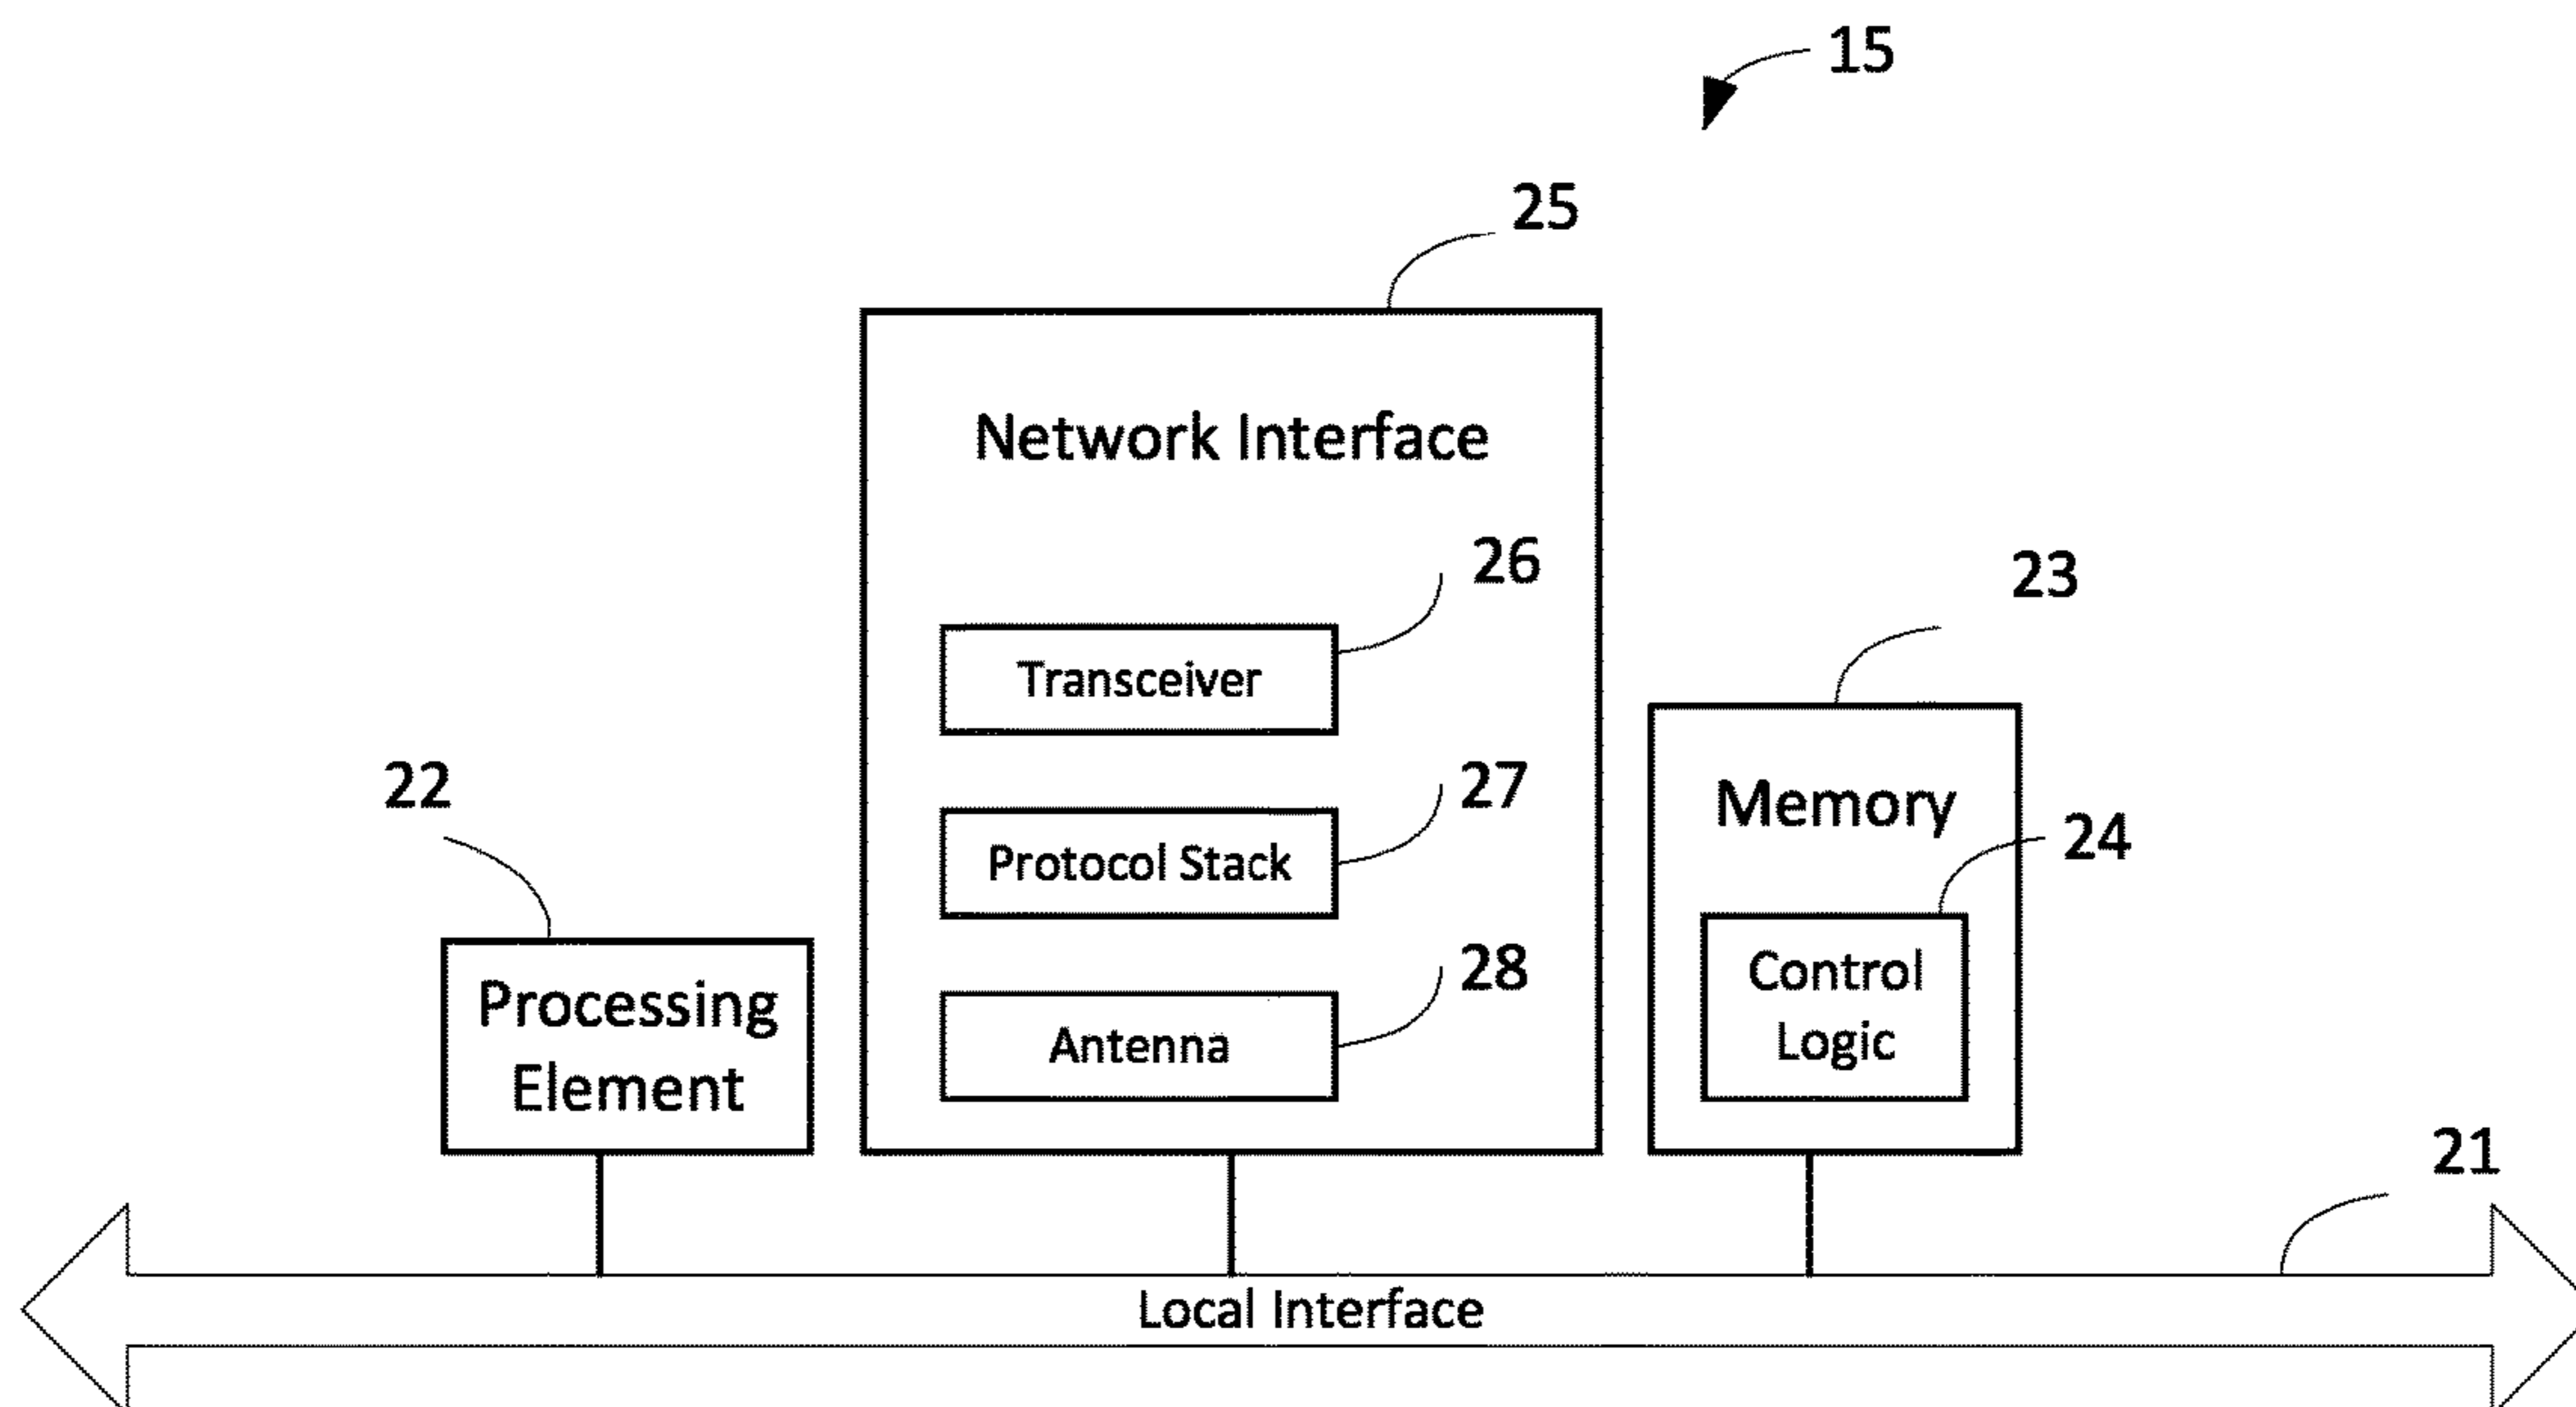 15
25
Network Interface
26
Transceiver
23
22
27
Memory
Protocol Stack
24
28
Processing
Element
Antenna
Control
Logic
21
Local Interface